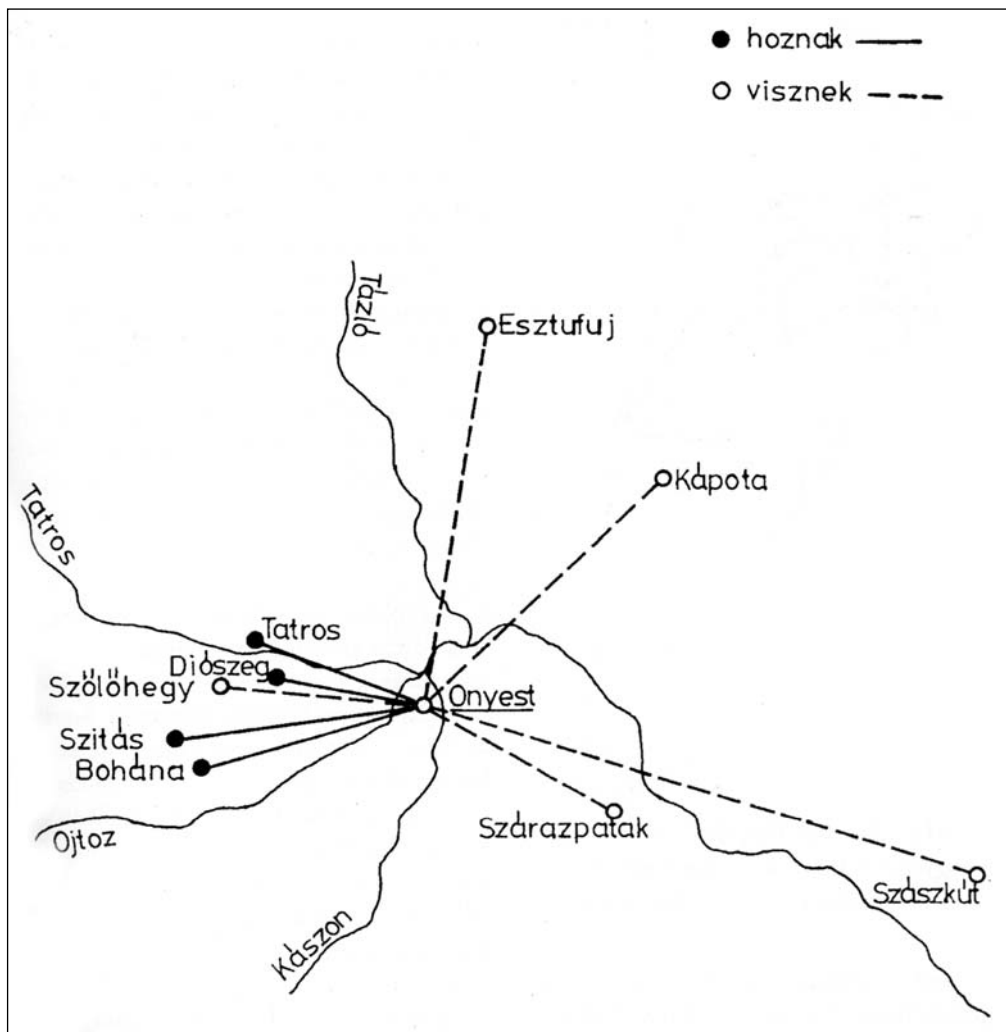 hoznak
visznek
Tázló
Esztufuj
Kápota
Tatros
Tatros
Diószeg
Szőlőhegy
Onyest
Szitás
Bohána
Ojtoz
Szárazpatak
Szászkút
Kászon